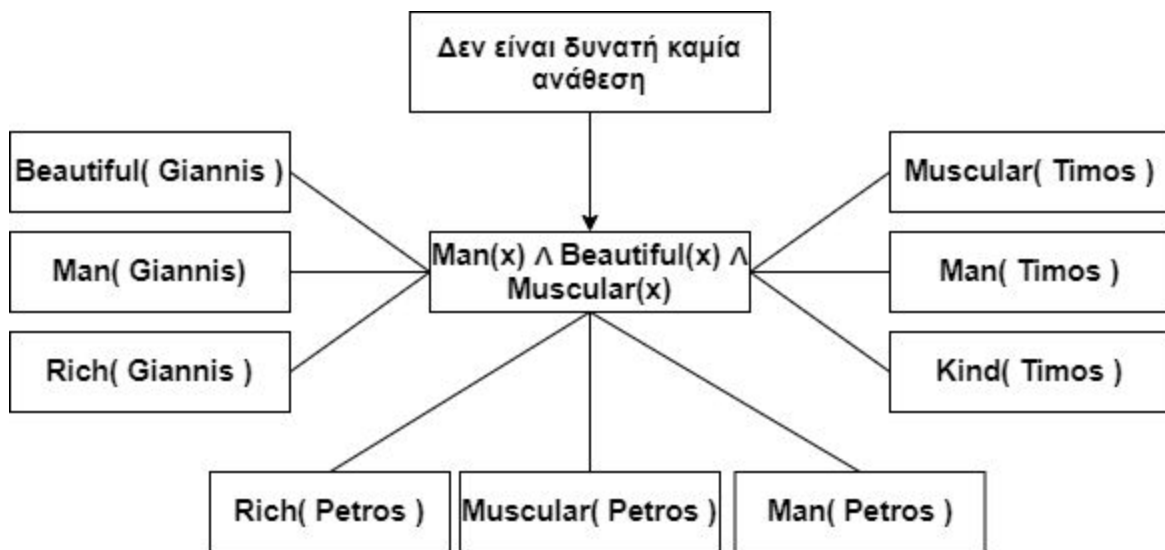 Δεν είναι δυνατή καμία
ανάθεση
Beautiful( Giannis )
Muscular( Timos )
Man( Giannis)
Man(x) Λ Beautiful(x) Λ
Muscular(x)
Man( Timos )
Rich( Giannis )
Kind( Timos )
Rich( Petros )
Muscular( Petros )
Man( Petros )